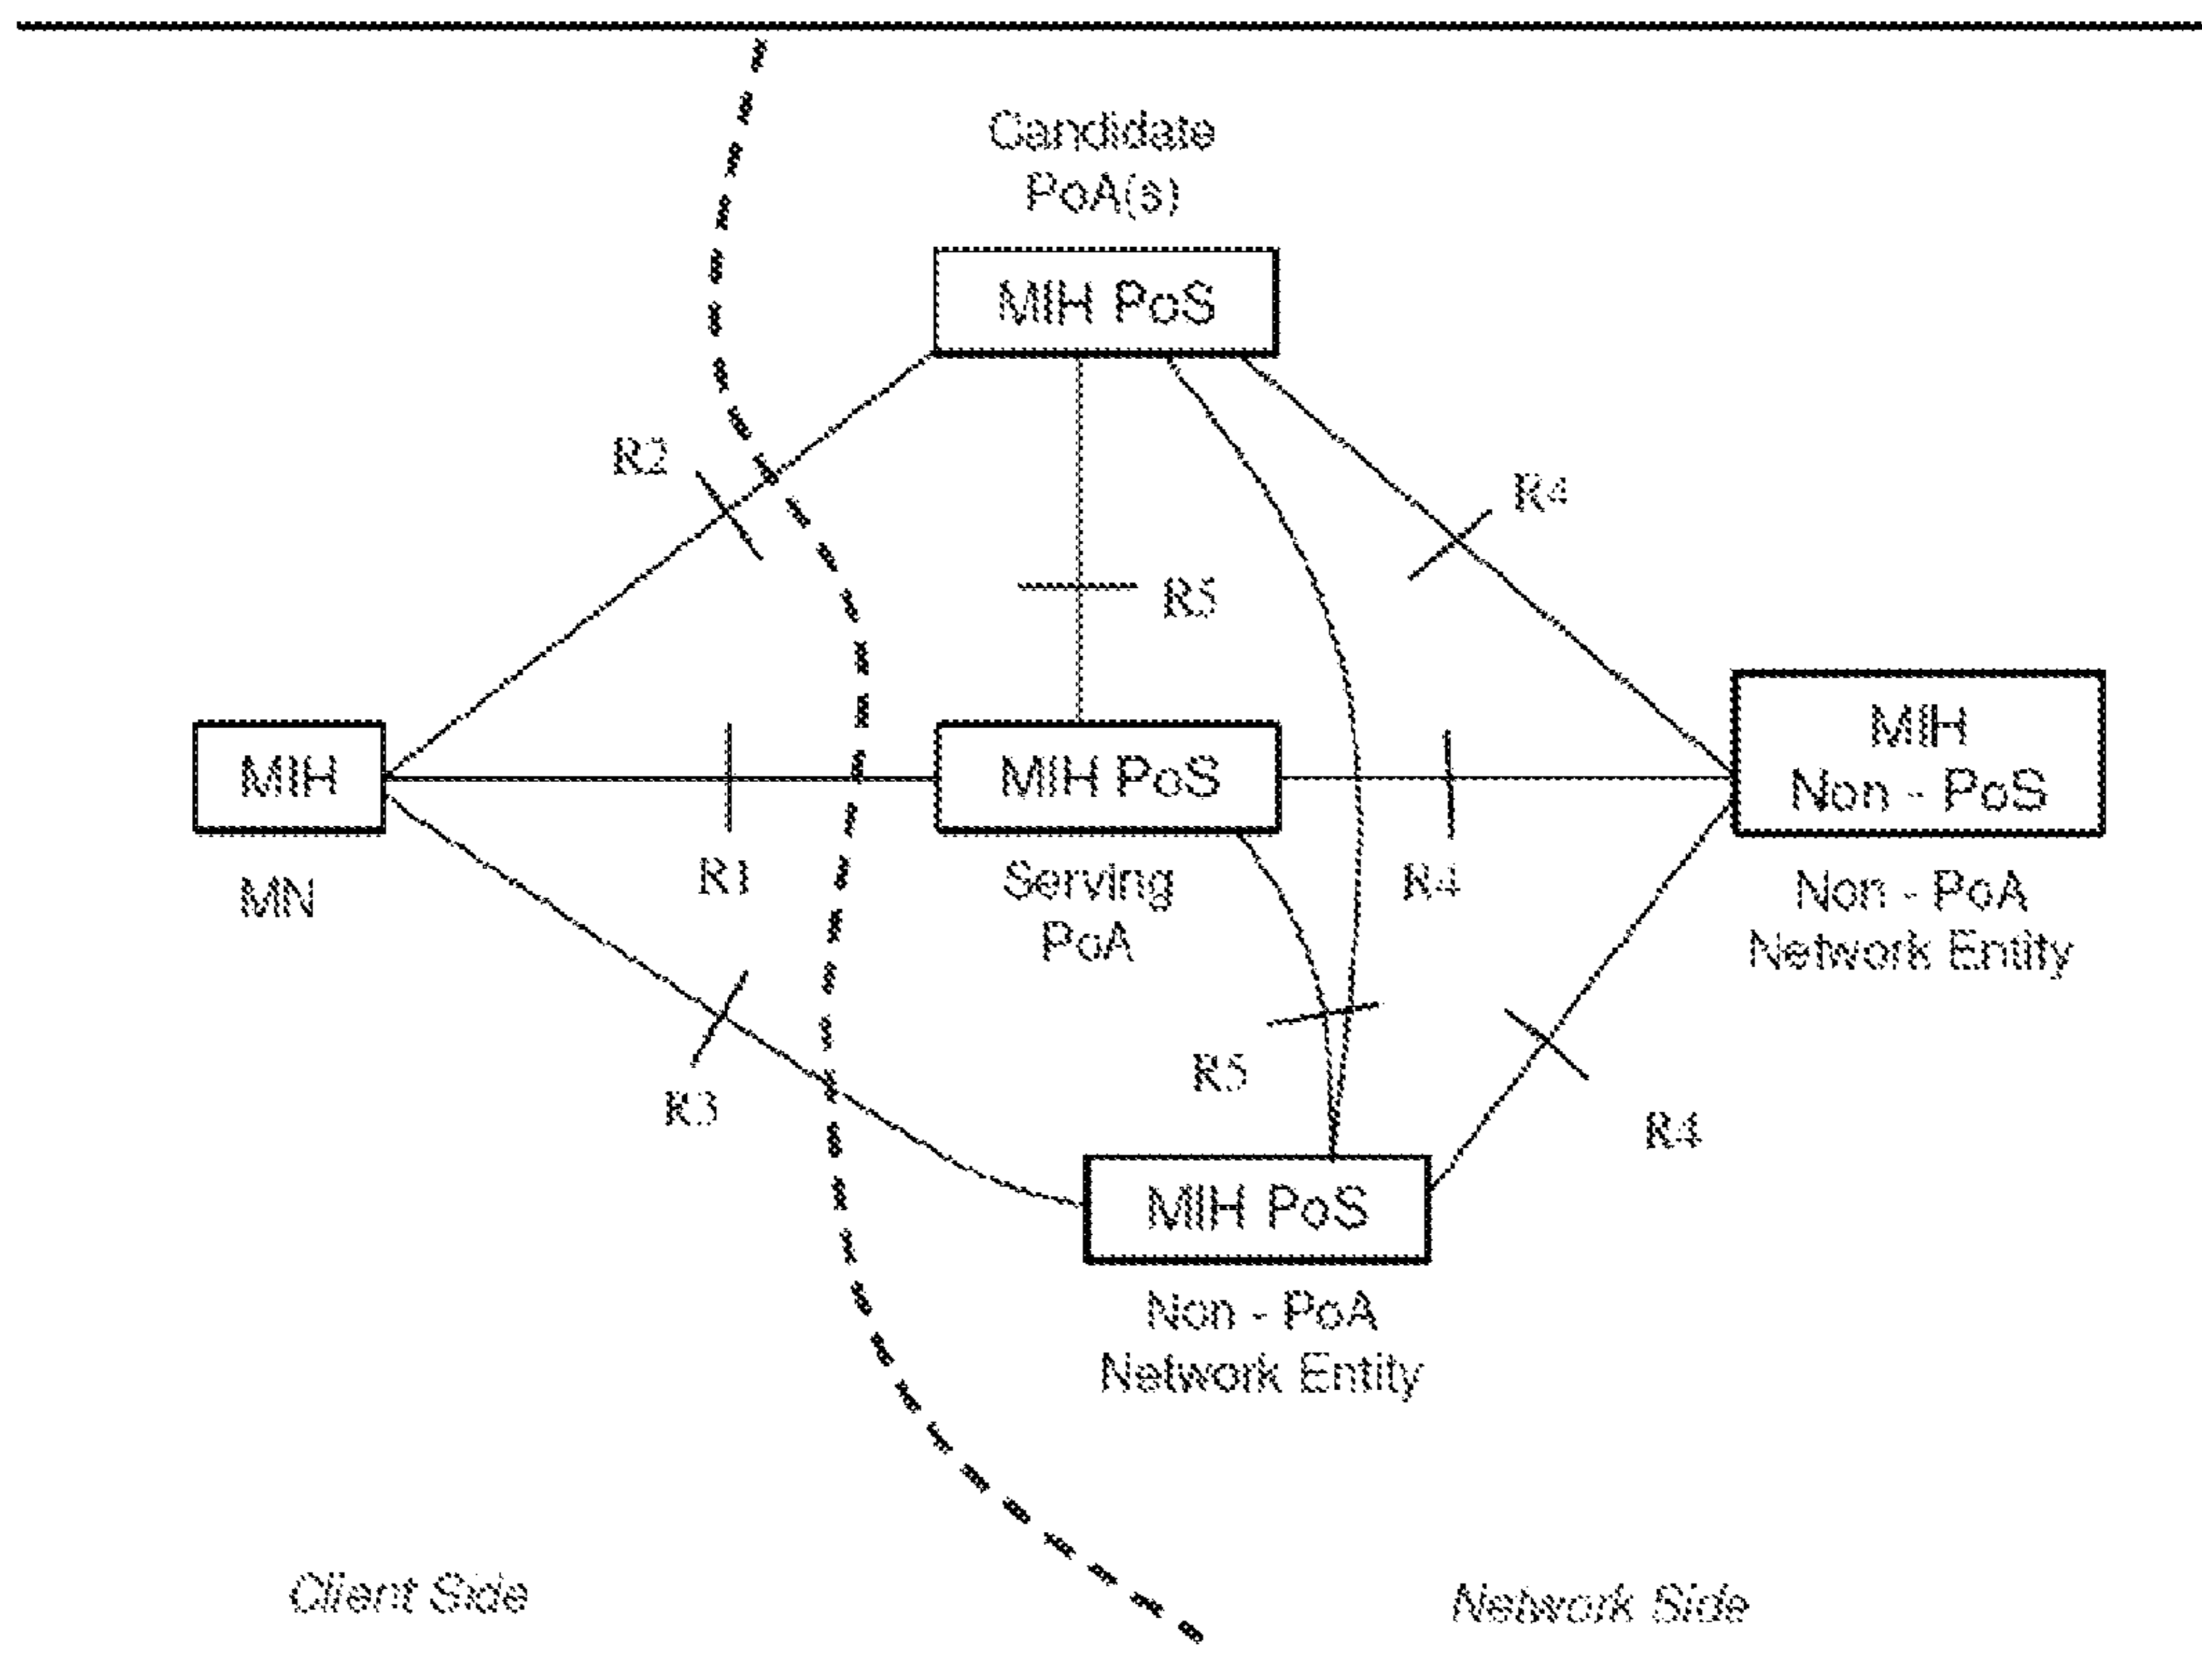 Candidate
PoA(s)
MIH PoS
R2
R4
R5
MIH
MN
R1
MIH PoS
Serving
PoA
R4
MIH
Non - PoS
Non - PoA
Network Entity
R3
R5
R4
MIH PoS
Non - PoA
Network Entity
Client Side
Network Side